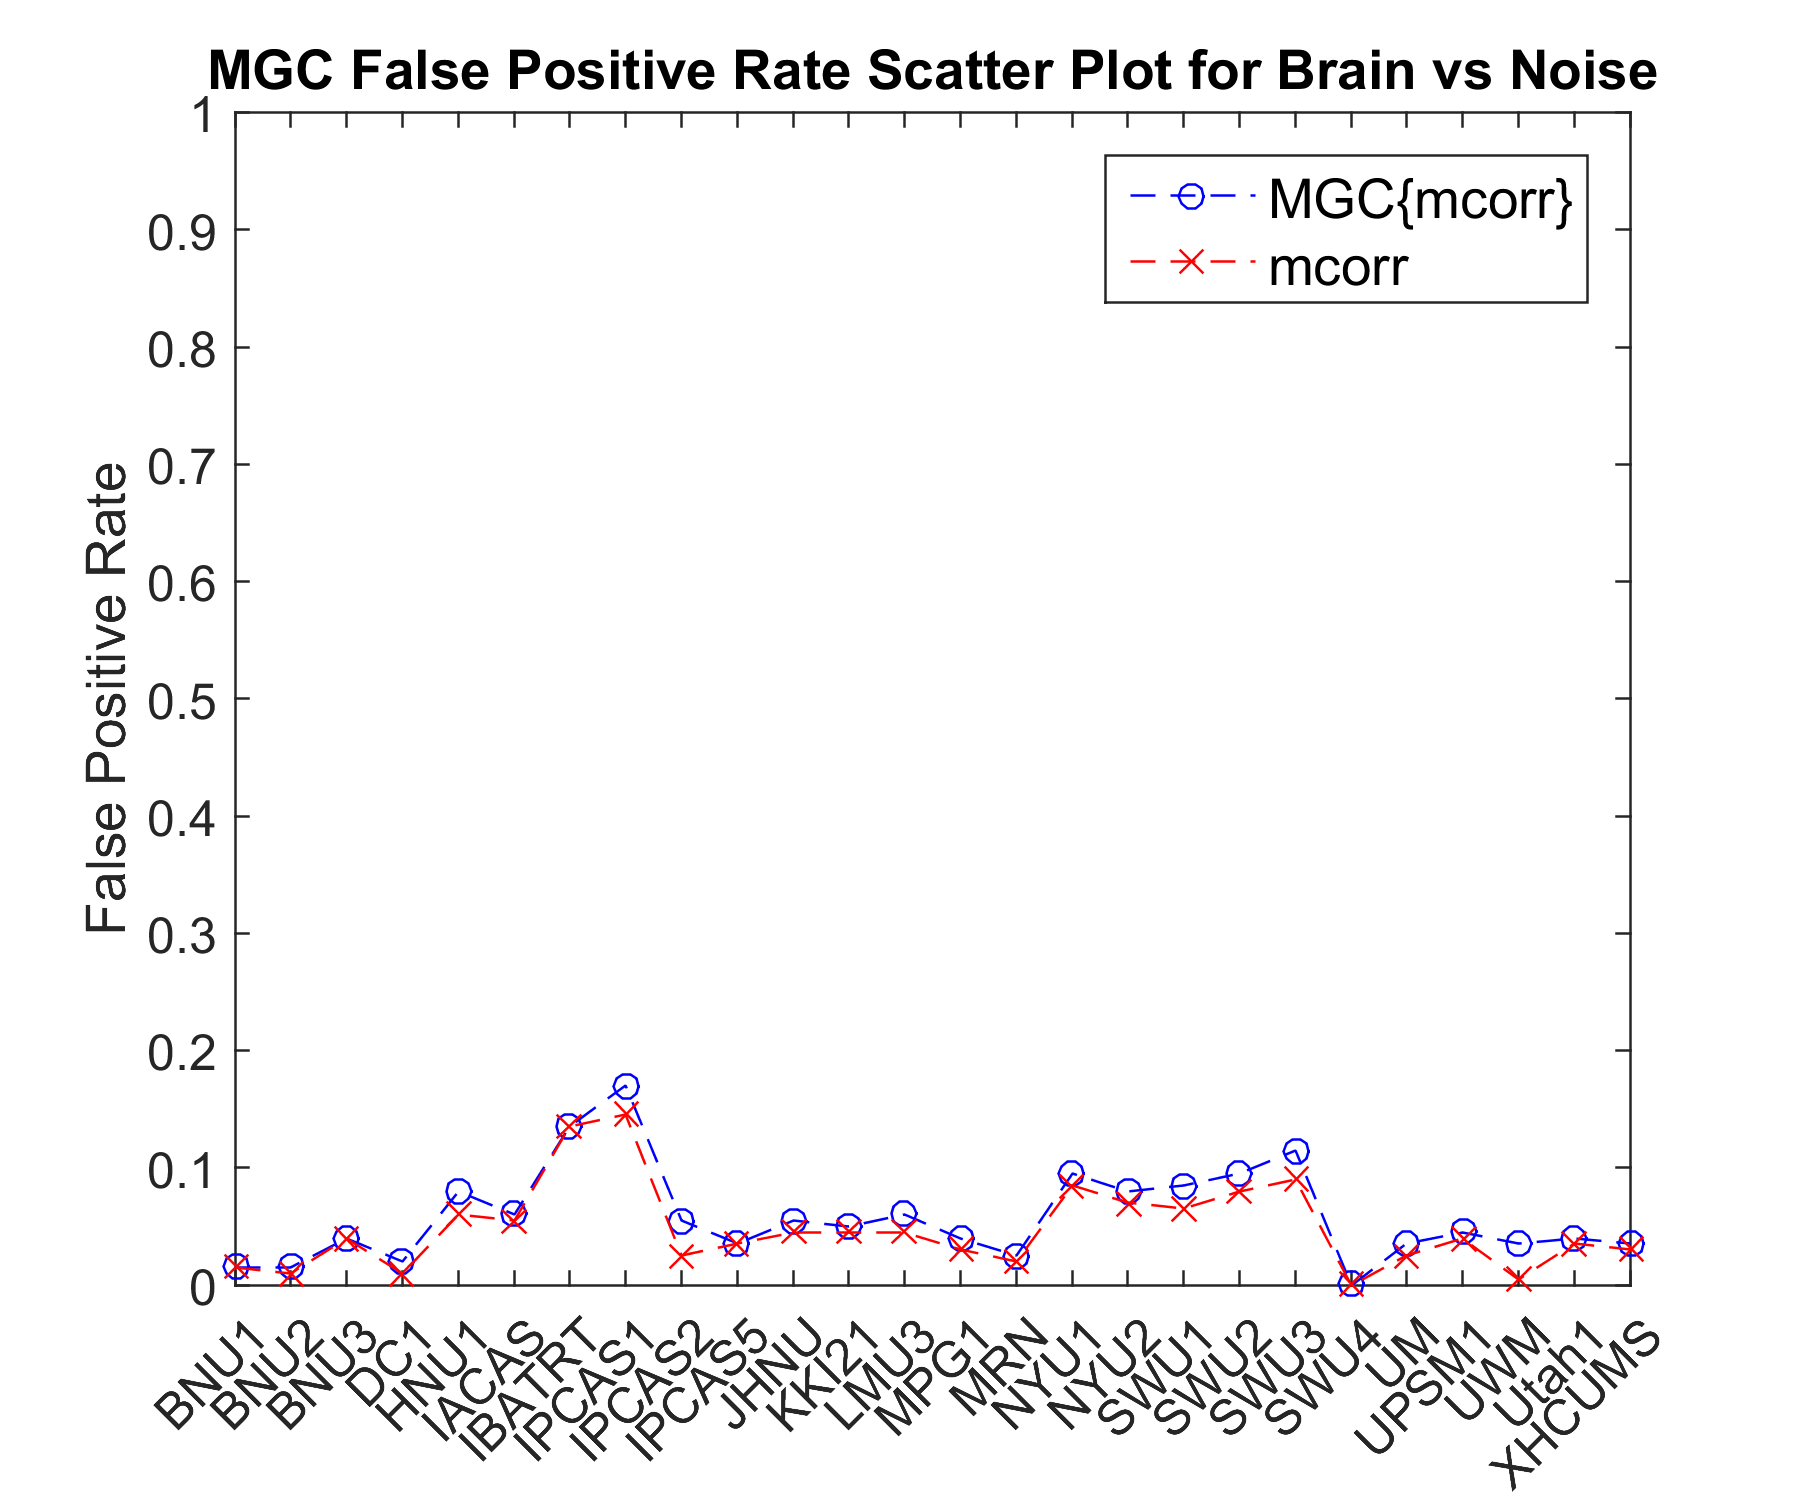 MGC False Positive Rate Scatter Plot for Brain vs Noise
1
0.9
0.8
0.7
0.6
0.5
0.4
0.3
0.2
0.1
0
False Positive Rate
MGC{mcorr}
mcorr
BNU1
BNU2
BNU3
DC1
HNU1
IACAS
IBATRT
IPCAS1
IPCAS2
IPCAS5
JHNU
KKI21
LMU3
MPG1
MRN
NYU1
NYU2
SWU1
SWU2
SWU3
SWU4
UM
UPSM1
UWM
Utah1
XHCUMS